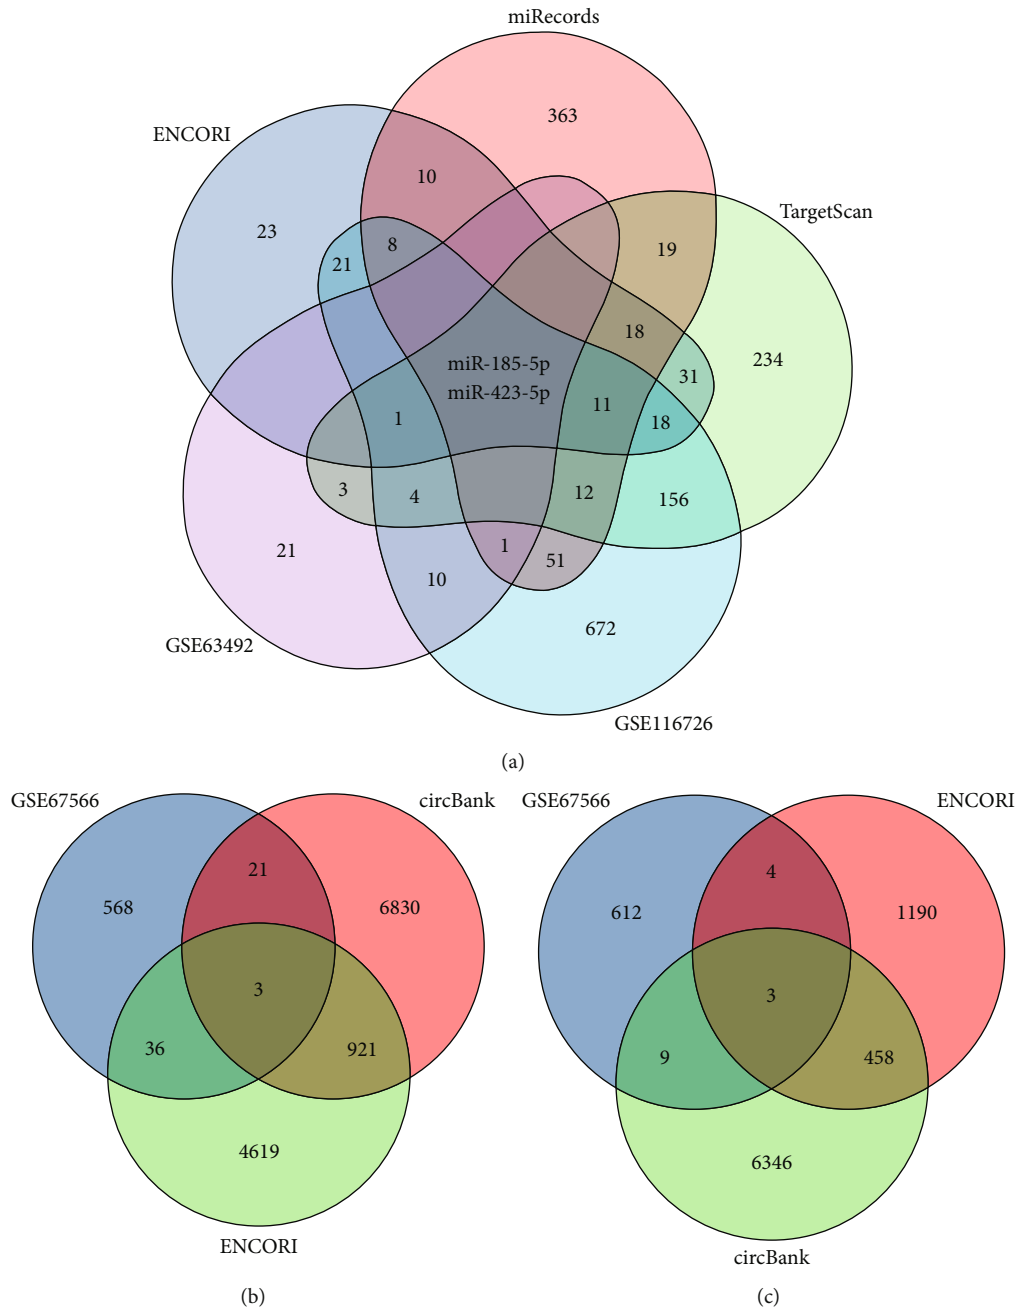 miRecords
363
ENCORI
10
TargetScan
23
8
19
21
18
miR-185-5p
234
31
miR-423-5p
11
1
18
3
4
12
156
21
1
51
10
672
GSE63492
GSE116726
(a)
GSE67566
circBank
21
568
6830
3
36
921
4619
ENCORI
(b)
GSE67566
ENCORI
4
612
1190
3
9
458
6346
circBank
(c)